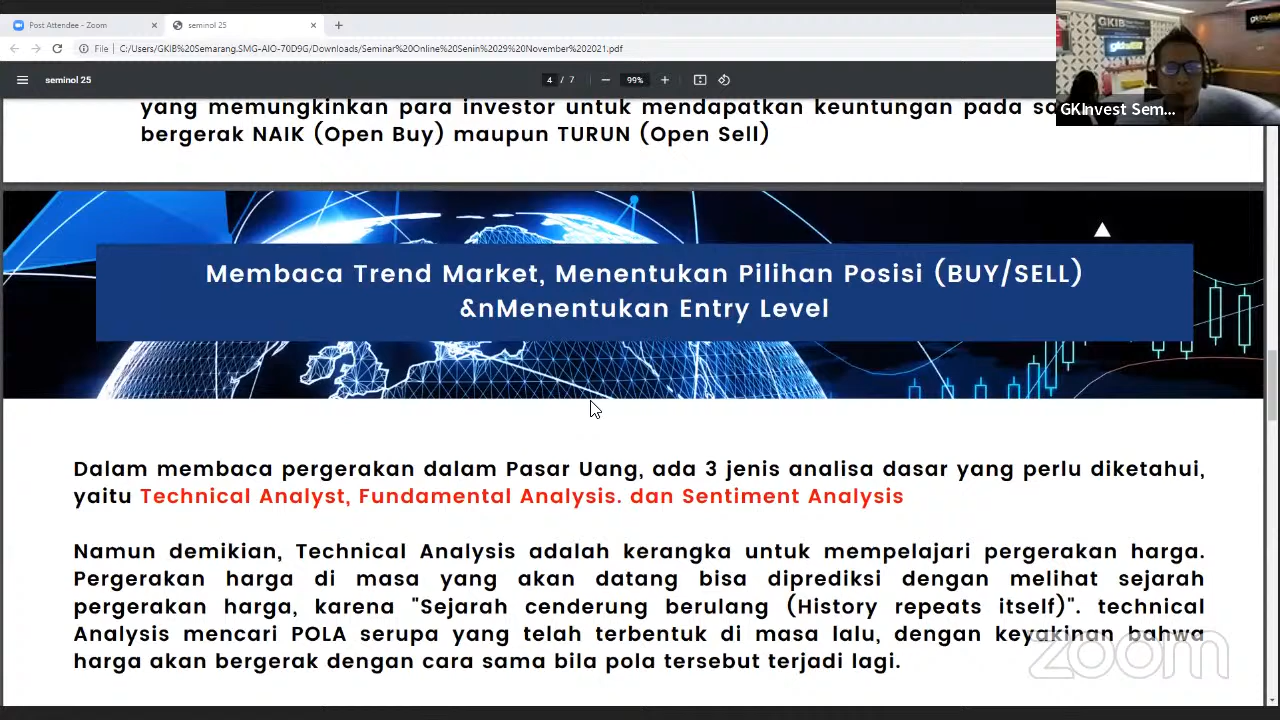 Post Attendee - Zoom
seminol 25
File
C:/Users/GKIB%20Semarang.SMG-AIO-70D9G/Downloads/Seminar%20Online%20Senin%2029%20November%202021.pdf
seminol 25
4 / 7
99%
GKInvest Sem...
yang memungkinkan para investor untuk mendapatkan keuntungan pada
bergerak NAIK (Open Buy) maupun TURUN (Open Sell)
Membaca Trend Market, Menentukan Pilihan Posisi (BUY/SELL)
&nMenentukan Entry Level
Dalam membaca pergerakan dalam Pasar Uang, ada 3 jenis analisa dasar yang perlu diketahui,
yaitu Technical Analyst, Fundamental Analysis. dan Sentiment Analysis
Namun demikian, Technical Analysis adalah kerangka untuk mempelajari pergerakan harga.
Pergerakan harga di masa yang akan datang bisa diprediksi dengan melihat sejarah
pergerakan harga, karena "Sejarah cenderung berulang (History repeats itself)". technical
Analysis mencari POLA serupa yang telah terbentuk di masa lalu, dengan keyakinan bahwa
harga akan bergerak dengan cara sama bila pola tersebut terjadi lagi.
zoom